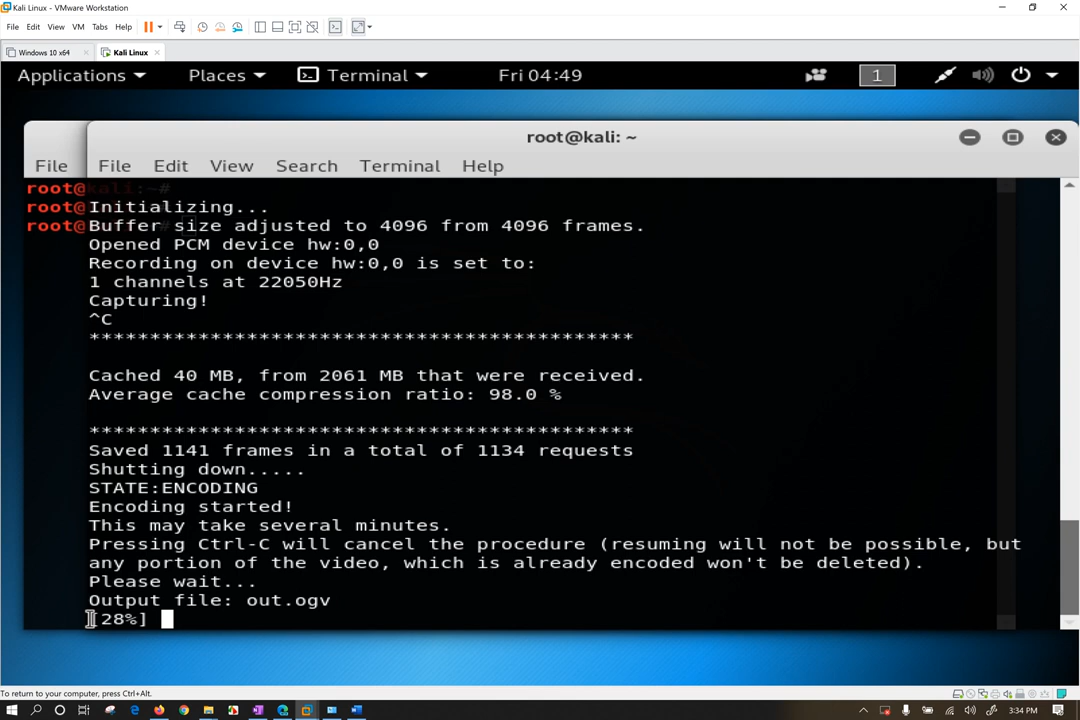 Kali Linux - VMware Workstation
File Edit View VM Tabs Help
Windows 10 x64 Kali Linux
Applications Places Terminal Fri 04:49 1
root@kali: ~
File File Edit View Search Terminal Help
root@kali:~#
root@Initializing...
root@Buffer size adjusted to 4096 from 4096 frames.
Opened PCM device hw:0,0
Recording on device hw:0,0 is set to:
1 channels at 22050Hz
Capturing!
^C
*********************************************
Cached 40 MB, from 2061 MB that were received.
Average cache compression ratio: 98.0 %
*********************************************
Saved 1141 frames in a total of 1134 requests
Shutting down.....
STATE:ENCODING
Encoding started!
This may take several minutes.
Pressing Ctrl-C will cancel the procedure (resuming will not be possible, but
any portion of the video, which is already encoded won't be deleted).
Please wait...
Output file: out.ogv
[28%]
To return to your computer, press Ctrl+Alt.
3:34 PM